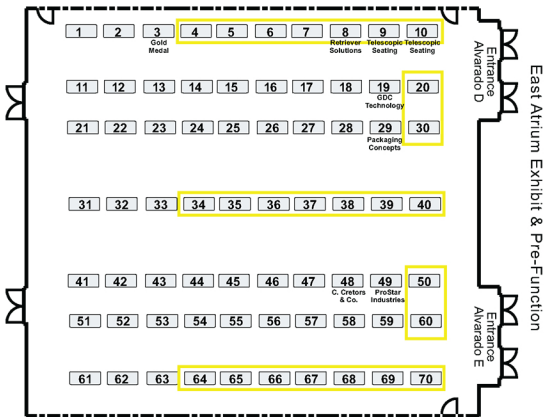 1 2 3 4 5 6 7 8 9 10
Gold Medal
Retriever Solutions
Telescopic Seating
Telescopic Seating
11 12 13 14 15 16 17 18 19 20
GDC Technology
21 22 23 24 25 26 27 28 29 30
Packaging Concepts
31 32 33 34 35 36 37 38 39 40
41 42 43 44 45 46 47 48 49 50
C. Cretors & Co.
ProStar Industries
51 52 53 54 55 56 57 58 59 60
61 62 63 64 65 66 67 68 69 70
Entrance
Alvarado D
Entrance
Alvarado E
East Atrium Exhibit & Pre-Function